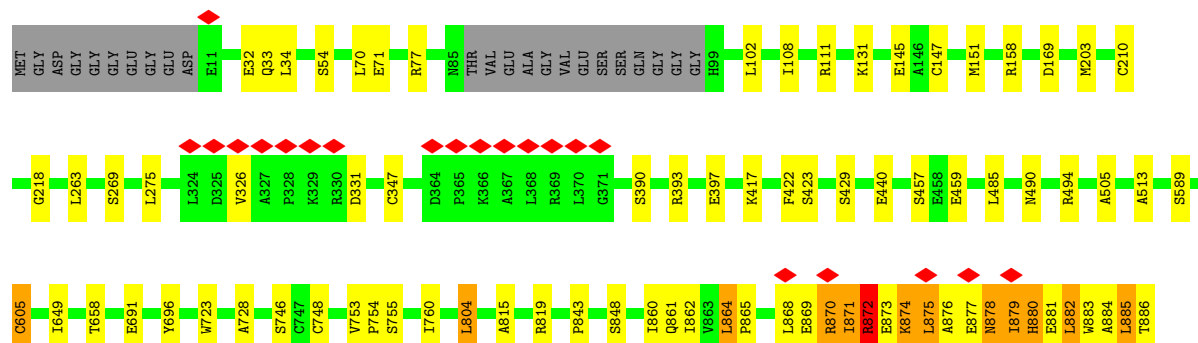 MET GLY ASP GLY GLY GLY GLU GLY GLU ASP E11 E32 Q33 L34 S54 L70 E71 R77 N85 THR VAL GLU ALA GLY VAL GLU SER SER GLN GLY GLY GLY H99 L102 I108 R111 K131 E145 A146 C147 M151 R158 D169 M203 C210
G218 L263 S269 L275 L324 D325 V326 A327 P328 K329 R330 D331 C347 D364 P365 K366 A367 L368 R369 L370 G371 S390 R393 E397 K417 F422 S423 S429 E440 S457 E458 E459 L485 N490 R494 A505 A513 S589
C605 I649 T658 E691 Y696 W723 A728 S746 C747 C748 V753 P754 S755 I760 L804 A815 R819 P843 S848 I860 Q861 I862 V863 L864 P865 L868 E869 R870 I871 R872 E873 K874 L875 A876 E877 N878 I879 H880 E881 L882 W883 A884 L885 T886